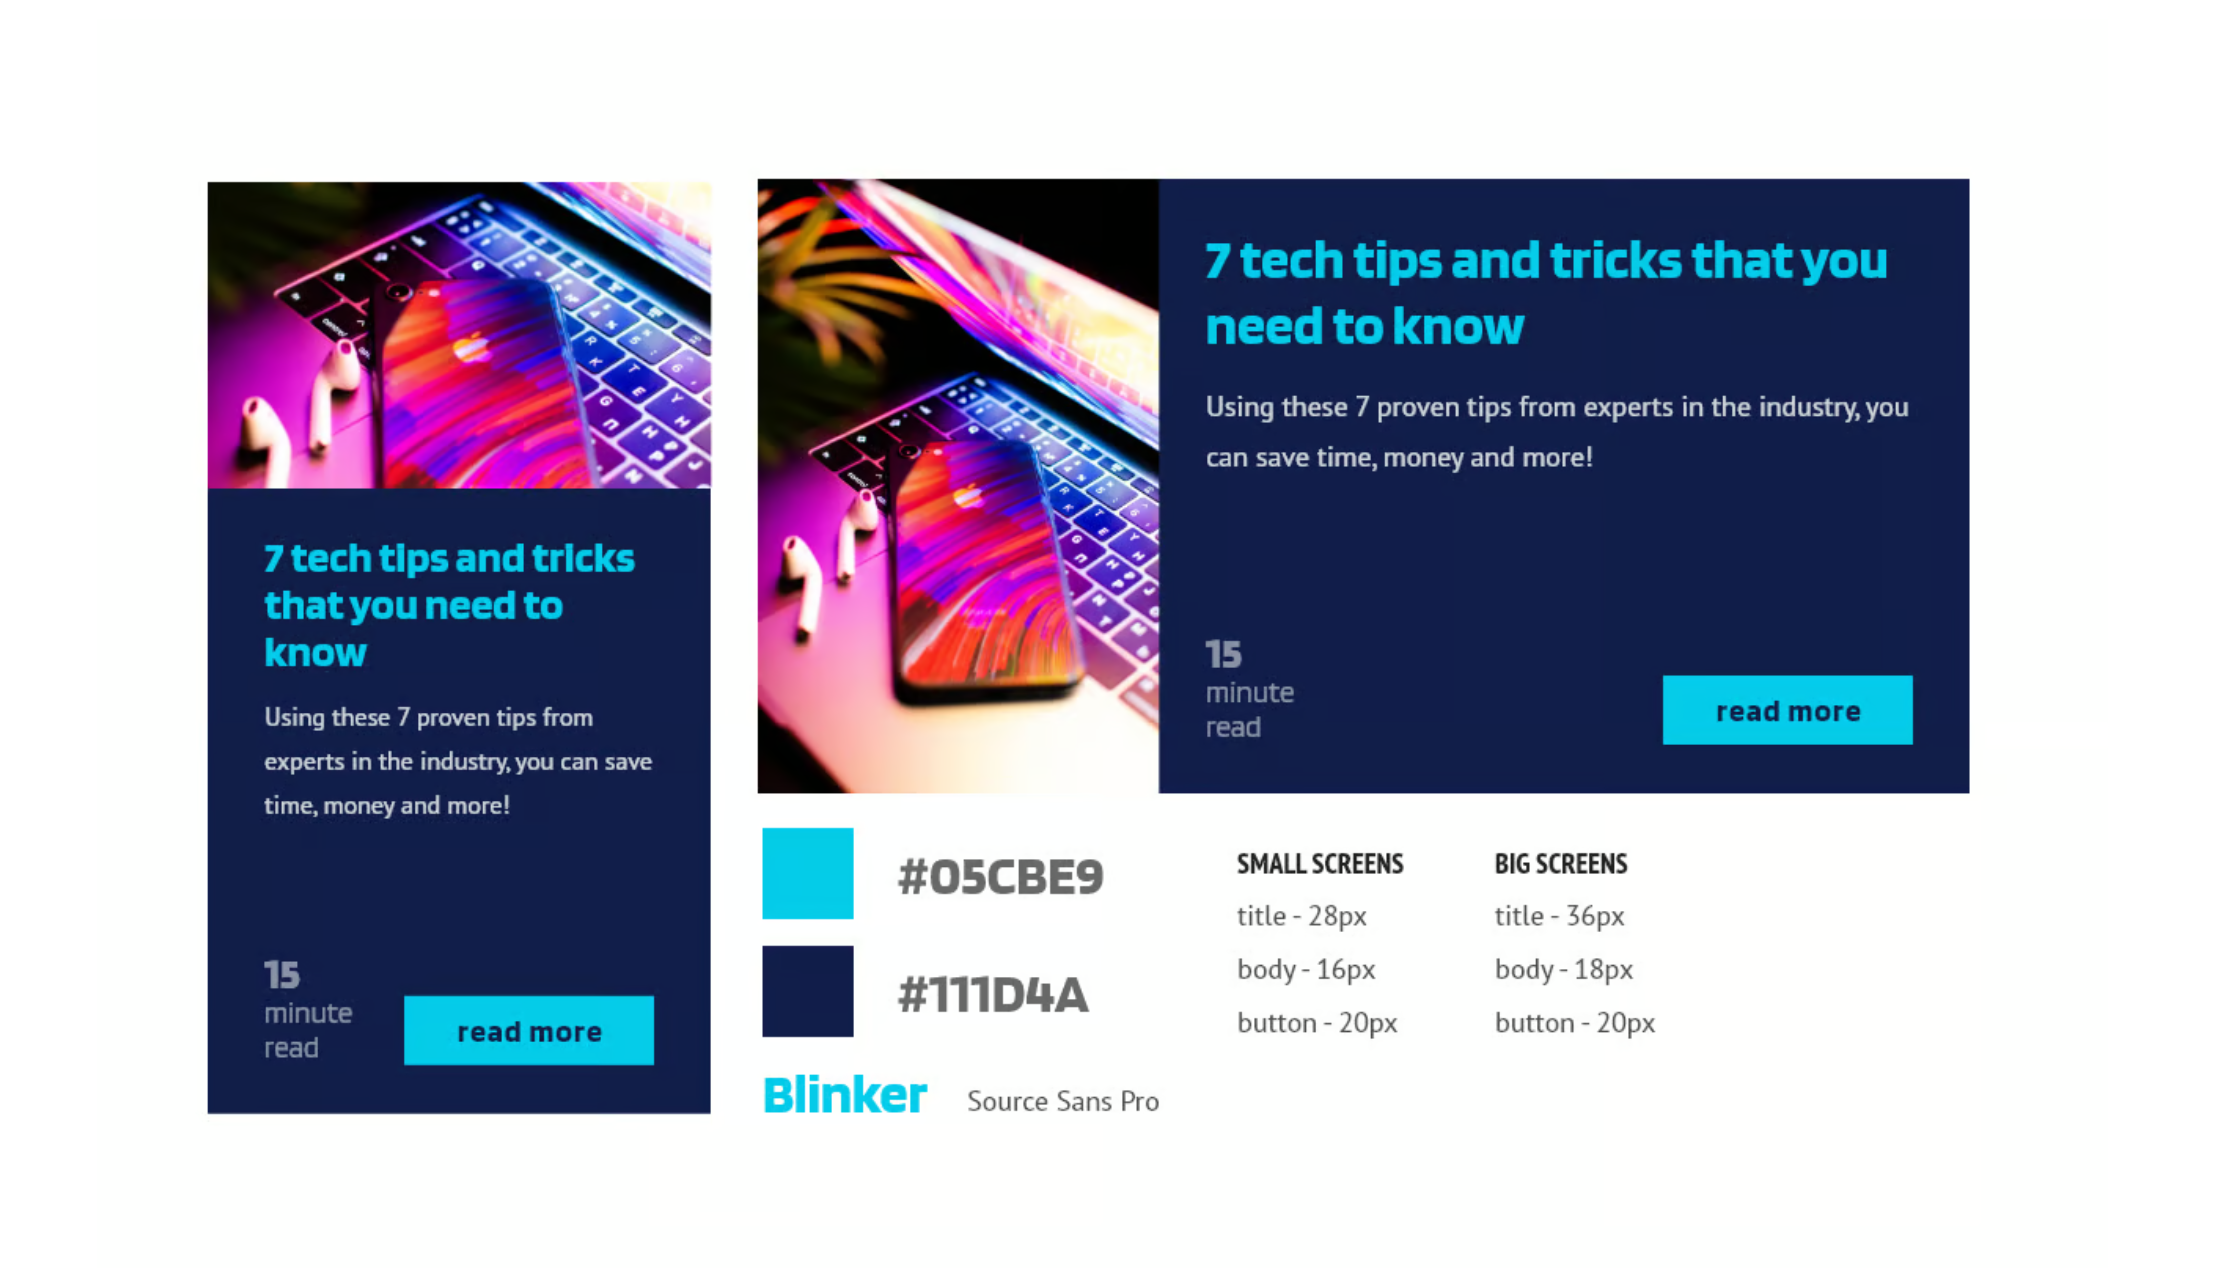 7 tech tips and tricks
that you need to
know
Using these 7 proven tips from
experts in the industry, you can save
time, money and more!
15
minute
read
read more
7 tech tips and tricks that you
need to know
Using these 7 proven tips from experts in the industry, you
can save time, money and more!
15
minute
read
read more
#05CBE9
#111D4A
Blinker
Source Sans Pro
SMALL SCREENS
title - 28px
body - 16px
button - 20px
BIG SCREENS
title - 36px
body - 18px
button - 20px